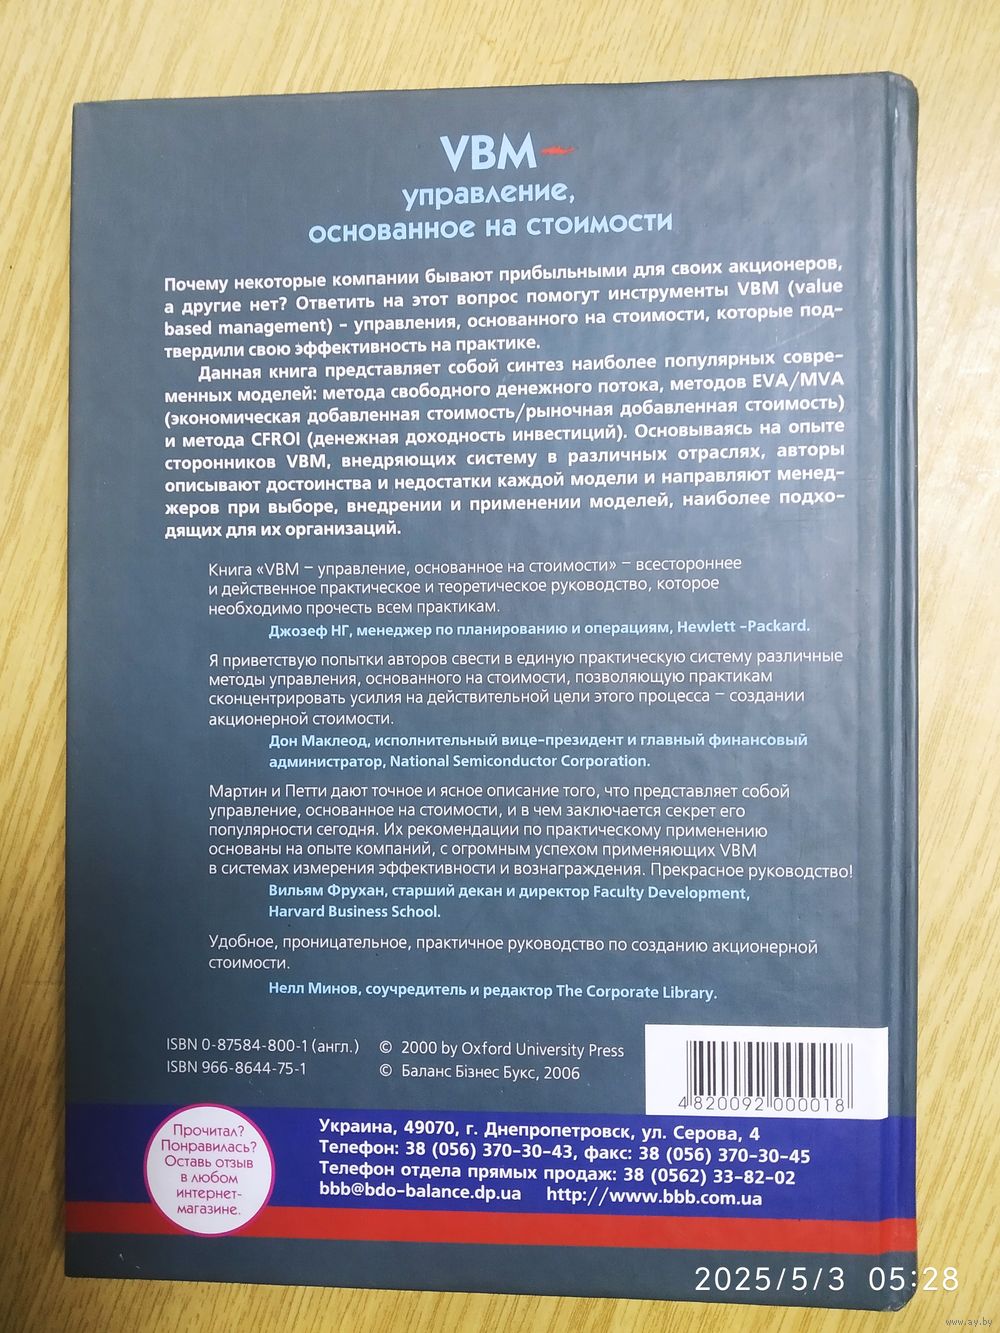 VBM–
управление,
основанное на стоимости
Почему некоторые компании бывают прибыльными для своих акционеров,
а другие нет? Ответить на этот вопрос помогут инструменты VBM (value
based management) – управления, основанного на стоимости, которые под-
твердили свою эффективность на практике.
Данная книга представляет собой синтез наиболее популярных совре-
менных моделей: метода свободного денежного потока, методов EVA/MVA
(экономическая добавленная стоимость/рыночная добавленная стоимость)
и метода CFROI (денежная доходность инвестиций). Основываясь на опыте
сторонников VBM, внедряющих систему в различных отраслях, авторы
описывают достоинства и недостатки каждой модели и направляют менед-
жеров при выборе, внедрении и применении моделей, наиболее подхо-
дящих для их организаций.
Книга «VBM – управление, основанное на стоимости» – всестороннее
и действенное практическое и теоретическое руководство, которое
необходимо прочесть всем практикам.
Джозеф НГ, менеджер по планированию и операциям, Hewlett –Packard.
Я приветствую попытки авторов свести в единую практическую систему различные
методы управления, основанного на стоимости, позволяющую практикам
сконцентрировать усилия на действительной цели этого процесса – создании
акционерной стоимости.
Дон Маклеод, исполнительный вице-президент и главный финансовый
администратор, National Semiconductor Corporation.
Мартин и Петти дают точное и ясное описание того, что представляет собой
управление, основанное на стоимости, и в чем заключается секрет его
популярности сегодня. Их рекомендации по практическому применению
основаны на опыте компаний, с огромным успехом применяющих VBM
в системах измерения эффективности и вознаграждения. Прекрасное руководство!
Вильям Фрухан, старший декан и директор Faculty Development,
Harvard Business School.
Удобное, проницательное, практичное руководство по созданию акционерной
стоимости.
Нелл Минов, соучредитель и редактор The Corporate Library.
ISBN 0-87584-800-1 (англ.) © 2000 by Oxford University Press
ISBN 966-8644-75-1 © Баланс Бізнес Букс, 2006
4820092000018
Прочитал?
Понравилась?
Оставь отзыв
в любом
интернет-
магазине.
Украина, 49070, г. Днепропетровск, ул. Серова, 4
Телефон: 38 (056) 370-30-43, факс: 38 (056) 370-30-45
Телефон отдела прямых продаж: 38 (0562) 33-82-02
bbb@bdo-balance.dp.ua http://www.bbb.com.ua
2025/5/3 05:28
www.ay.by